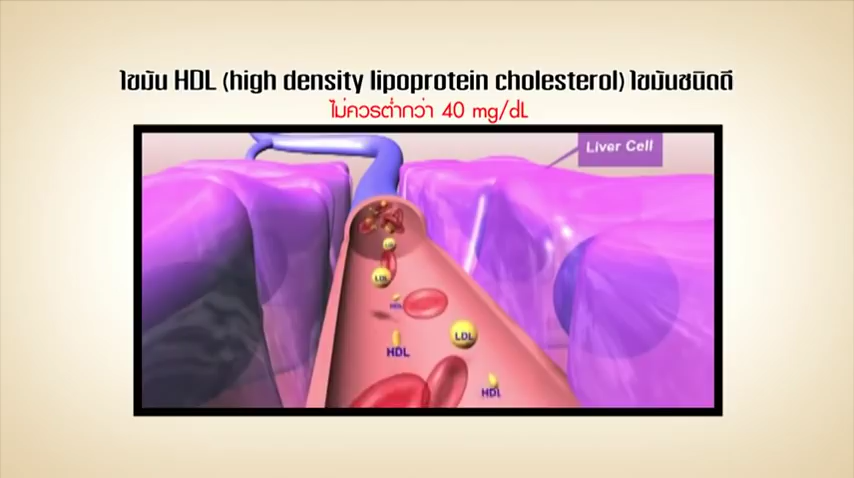 ไขมัน HDL (high density lipoprotein cholesterol) ไขมันชนิดดี
ไม่ควรต่ำกว่า 40 mg/dL
Liver Cell
LDL
LDL
HDL
LDL
HDL
HDL